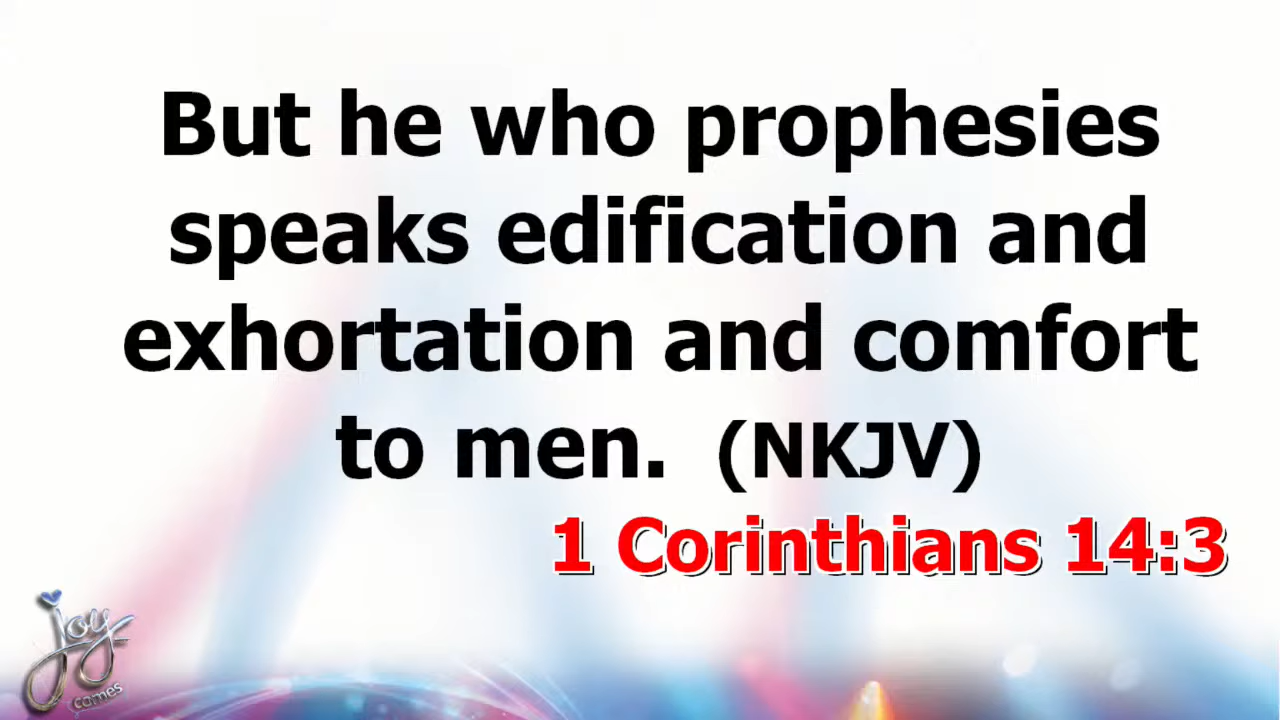 But he who prophesies
speaks edification and
exhortation and comfort
to men. (NKJV)
1 Corinthians 14:3
joy
comes